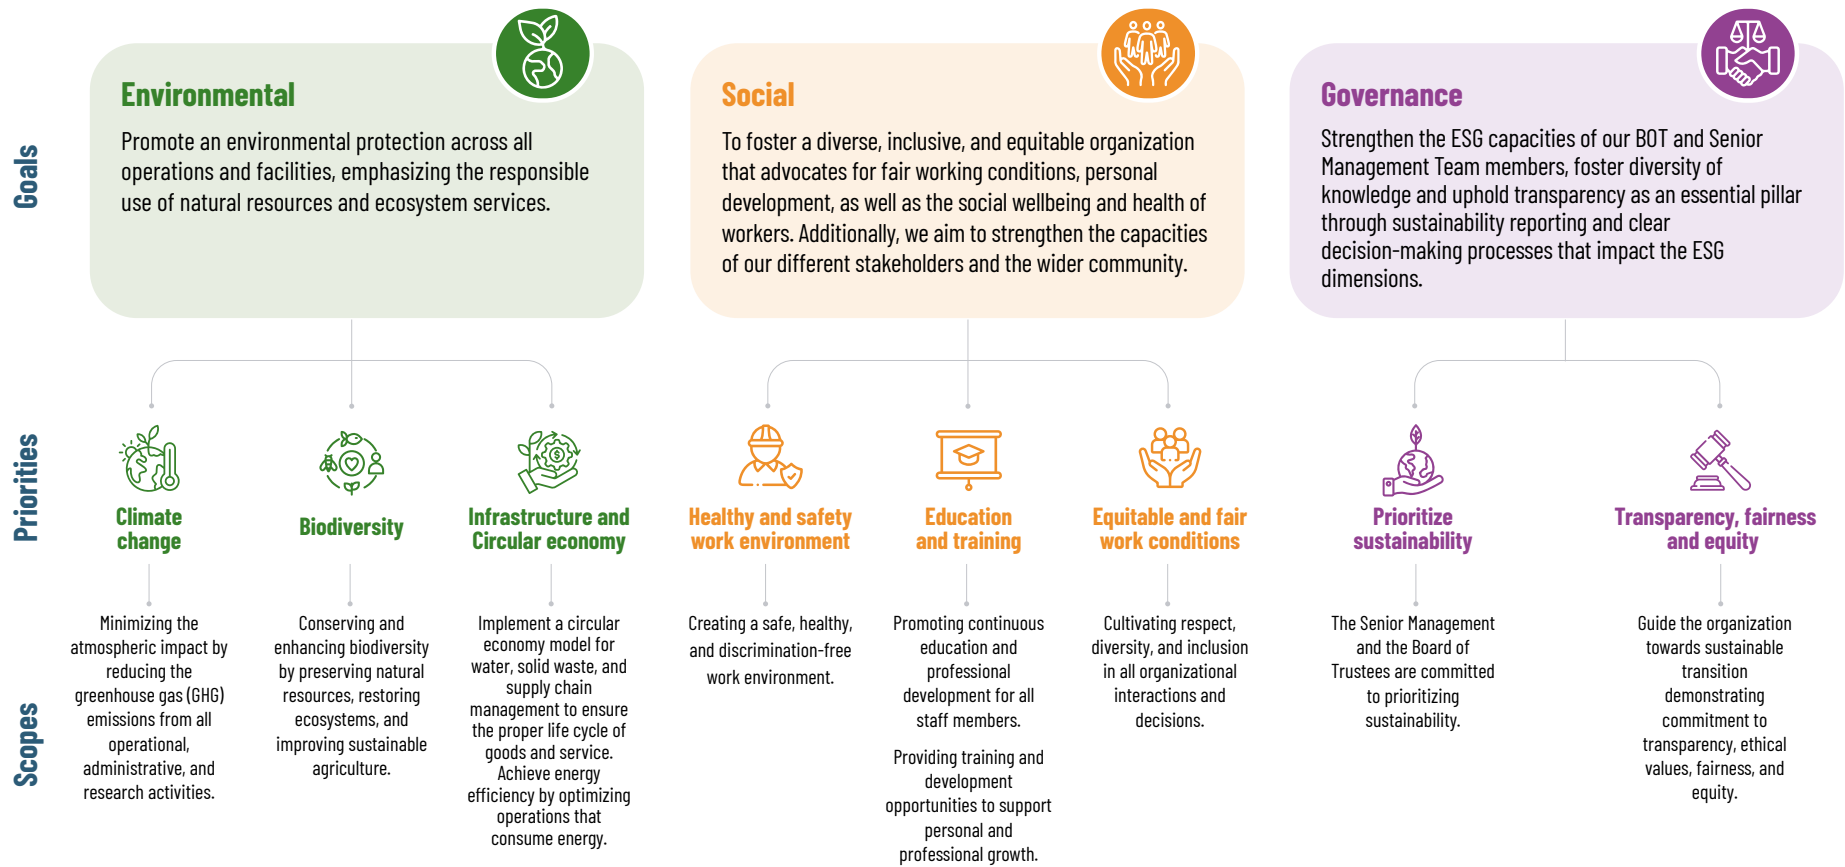 Goals
Environmental
Promote an environmental protection across all
operations and facilities, emphasizing the responsible
use of natural resources and ecosystem services.
Social
To foster a diverse, inclusive, and equitable organization
that advocates for fair working conditions, personal
development, as well as the social wellbeing and health of
workers. Additionally, we aim to strengthen the capacities
of our different stakeholders and the wider community.
Governance
Strengthen the ESG capacities of our BOT and Senior
Management Team members, foster diversity of
knowledge and uphold transparency as an essential pillar
through sustainability reporting and clear
decision-making processes that impact the ESG
dimensions.
Priorities
Climate
change
Biodiversity
Infrastructure and
Circular economy
$
Healthy and safety
work environment
Education
and training
Equitable and fair
work conditions
Prioritize
sustainability
Transparency, fairness
and equity
Scopes
Minimizing the
atmospheric impact by
reducing the
greenhouse gas (GHG)
emissions from all
operational,
administrative, and
research activities.
Conserving and
enhancing biodiversity
by preserving natural
resources, restoring
ecosystems, and
improving sustainable
agriculture.
Implement a circular
economy model for
water, solid waste, and
supply chain
management to ensure
the proper life cycle of
goods and service.
Achieve energy
efficiency by optimizing
operations that
consume energy.
Creating a safe, healthy,
and discrimination-free
work environment.
Promoting continuous
education and
professional
development for all
staff members.
Providing training and
development
opportunities to support
personal and
professional growth.
Cultivating respect,
diversity, and inclusion
in all organizational
interactions and
decisions.
The Senior Management
and the Board of
Trustees are committed
to prioritizing
sustainability.
Guide the organization
towards sustainable
transition
demonstrating
commitment to
transparency, ethical
values, fairness, and
equity.